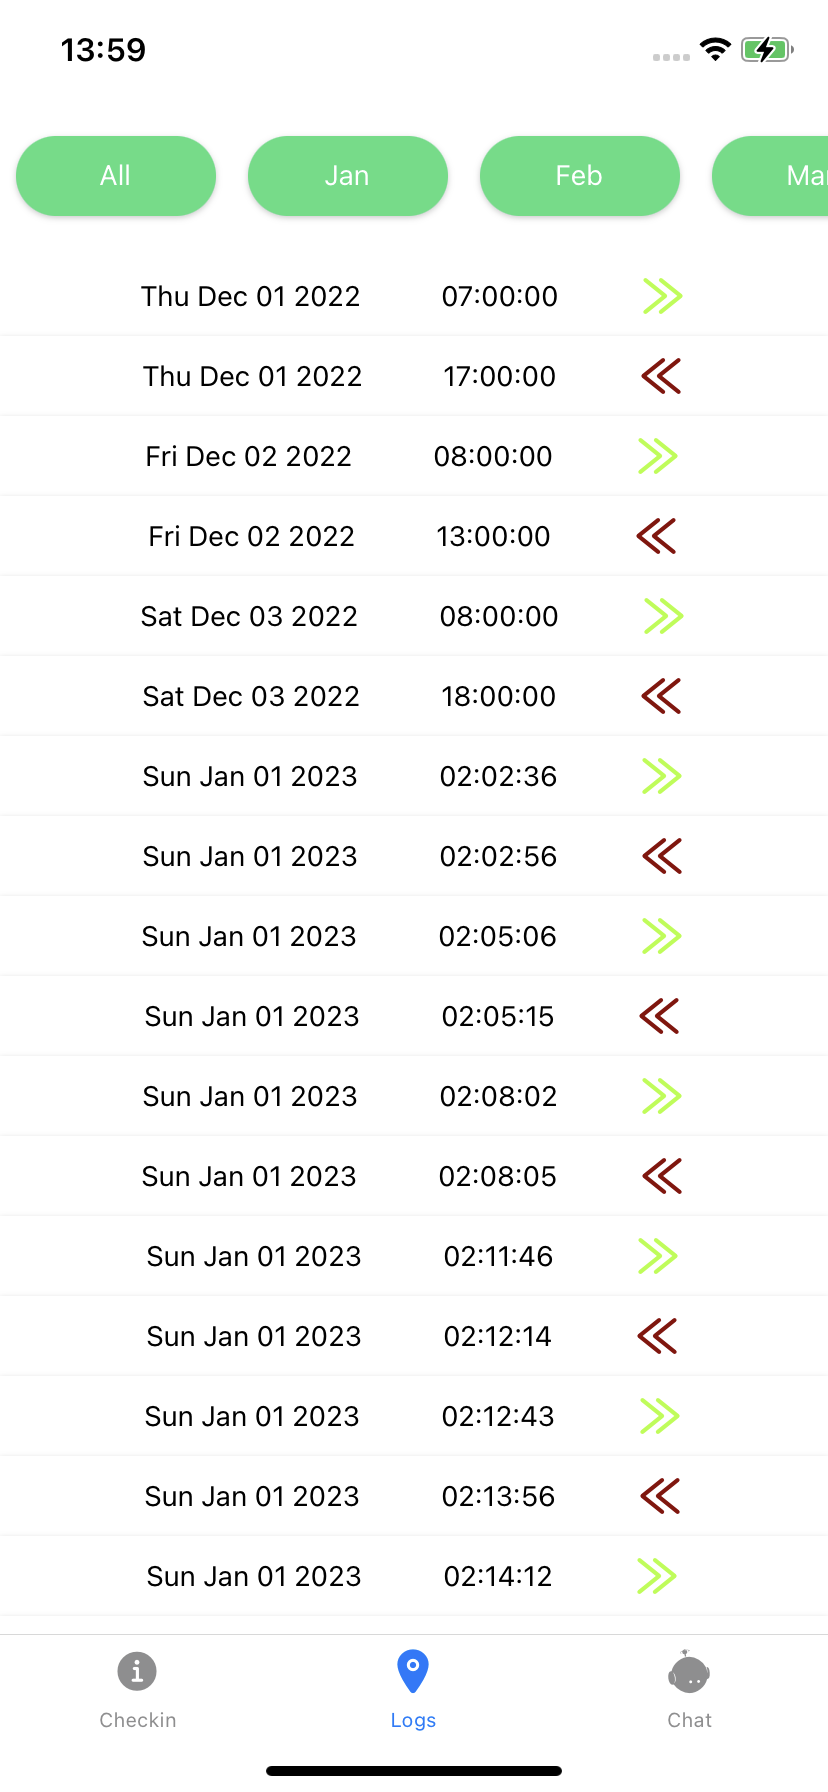 13:59
All Jan Feb Mar
Thu Dec 01 2022 07:00:00
Thu Dec 01 2022 17:00:00
Fri Dec 02 2022 08:00:00
Fri Dec 02 2022 13:00:00
Sat Dec 03 2022 08:00:00
Sat Dec 03 2022 18:00:00
Sun Jan 01 2023 02:02:36
Sun Jan 01 2023 02:02:56
Sun Jan 01 2023 02:05:06
Sun Jan 01 2023 02:05:15
Sun Jan 01 2023 02:08:02
Sun Jan 01 2023 02:08:05
Sun Jan 01 2023 02:11:46
Sun Jan 01 2023 02:12:14
Sun Jan 01 2023 02:12:43
Sun Jan 01 2023 02:13:56
Sun Jan 01 2023 02:14:12
Checkin Logs Chat